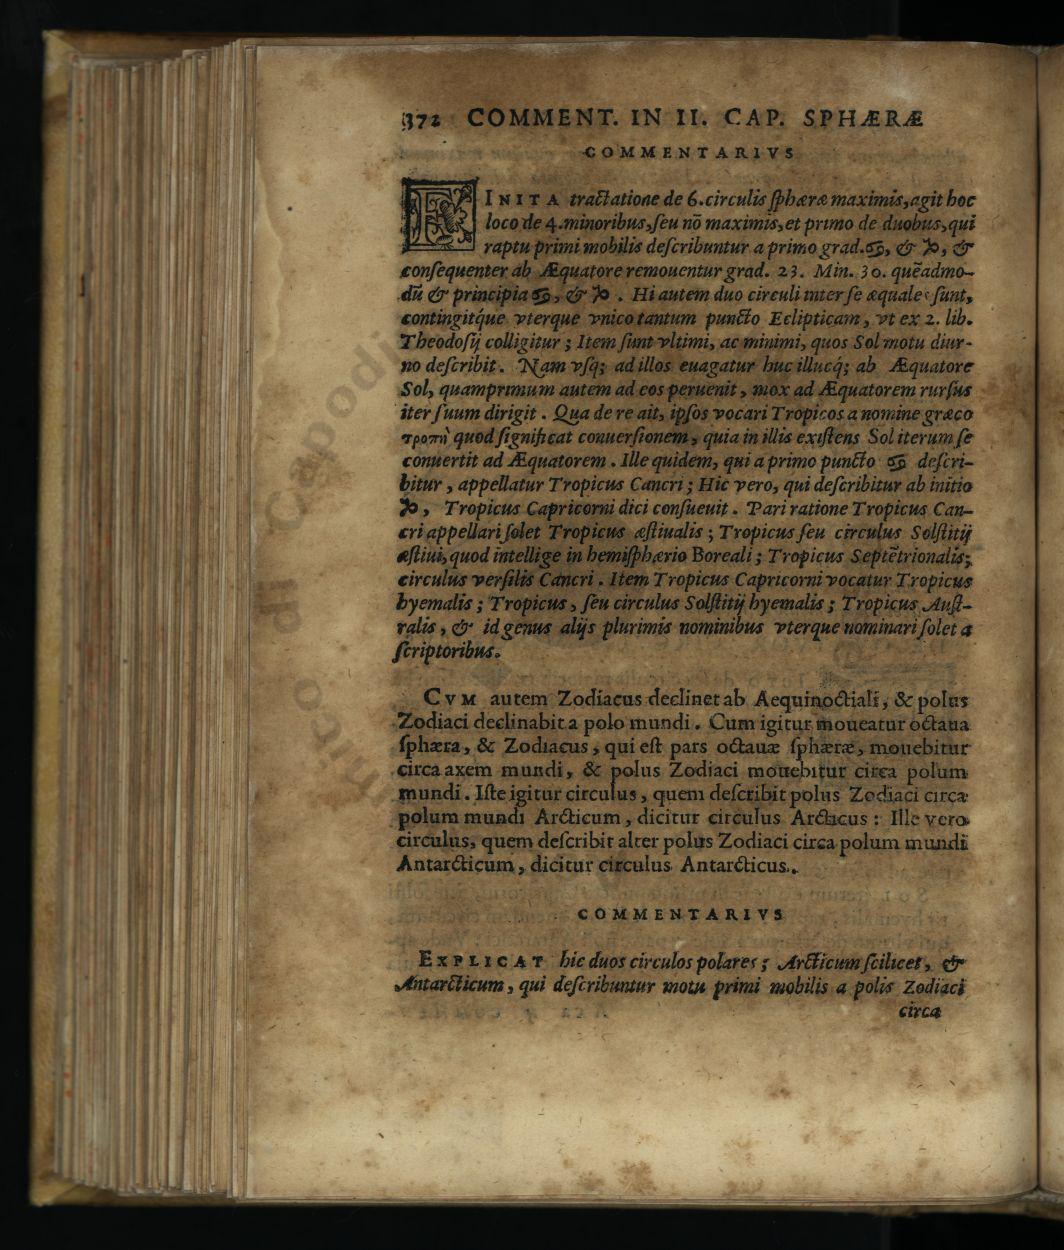 372 COMMENT. IN II. CAP. SPHÆRÆ
COMMENTARIVS
FINITA tractatione de 6. circulis sphæræ maximis, agit hoc
loco de 4. minoribus, seu nõ maximis, et primo de duobus, qui
raptu primi mobilis describuntur a primo grad. ♋, & ♑, &
consequenter ab Æquatore remouentur grad. 23. Min. 30. quẽadmo-
dũ & principia ♋, & ♑. Hi autem duo circuli inter se æquales sunt,
contingitq́ue vterque vnico tantum puncto Eclipticam, vt ex 2. lib.
Theodosij colligitur; Item sunt vltimi, ac minimi, quos Sol motu diur-
no describit. Nam vsq; ad illos euagatur huc illucq́; ab Æquatore
Sol, quamprimum autem ad eos peruenit, mox ad Æquatorem rursus
iter suum dirigit. Qua de re ait, ipsos vocari Tropicos a nomine græco
τροπὴ quod significat conuersionem, quia in illis existens Sol iterum se
conuertit ad Æquatorem. Ille quidem, qui a primo puncto ♋ descri-
bitur, appellatur Tropicus Cancri; Hic vero, qui describitur ab initio
♑, Tropicus Capricorni dici consueuit. Pari ratione Tropicus Can-
cri appellari solet Tropicus æstiualis; Tropicus seu circulus Solstitij
æstiui, quod intellige in hemisphærio Boreali; Tropicus Septẽtrionalis;
circulus versilis Cancri. Item Tropicus Capricorni vocatur Tropicus
hyemalis; Tropicus, seu circulus Solstitij hyemalis; Tropicus Aust-
ralis, & id genus alijs plurimis nominibus vterque nominari solet a
scriptoribus.
CVM autem Zodiacus declinet ab Aequinoctiali, & polus
Zodiaci declinabit a polo mundi. Cum igitur moueatur octaua
sphæra, & Zodiacus, qui est pars octauæ sphæræ, mouebitur
circa axem mundi, & polus Zodiaci mouebitur circa polum
mundi. Iste igitur circulus, quem describit polus Zodiaci circa
polum mundi Arcticum, dicitur circulus Arcticus: Ille vero
circulus, quem describit alter polus Zodiaci circa polum mundi
Antarcticum, dicitur circulus Antarcticus.
COMMENTARIVS
EXPLICAT hic duos circulos polares; Arcticum scilicet, &
Antarcticum, qui describuntur motu primi mobilis a polis Zodiaci
circa